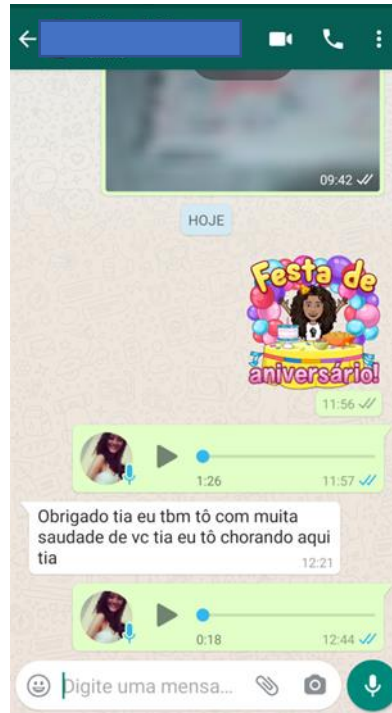 09:42
HOJE
Festa de
aniversário!
11:56
1:26 11:57
Obrigado tia eu tbm tô com muita
saudade de vc tia eu tô chorando aqui
tia
12:21
0:18 12:44
Digite uma mensa...